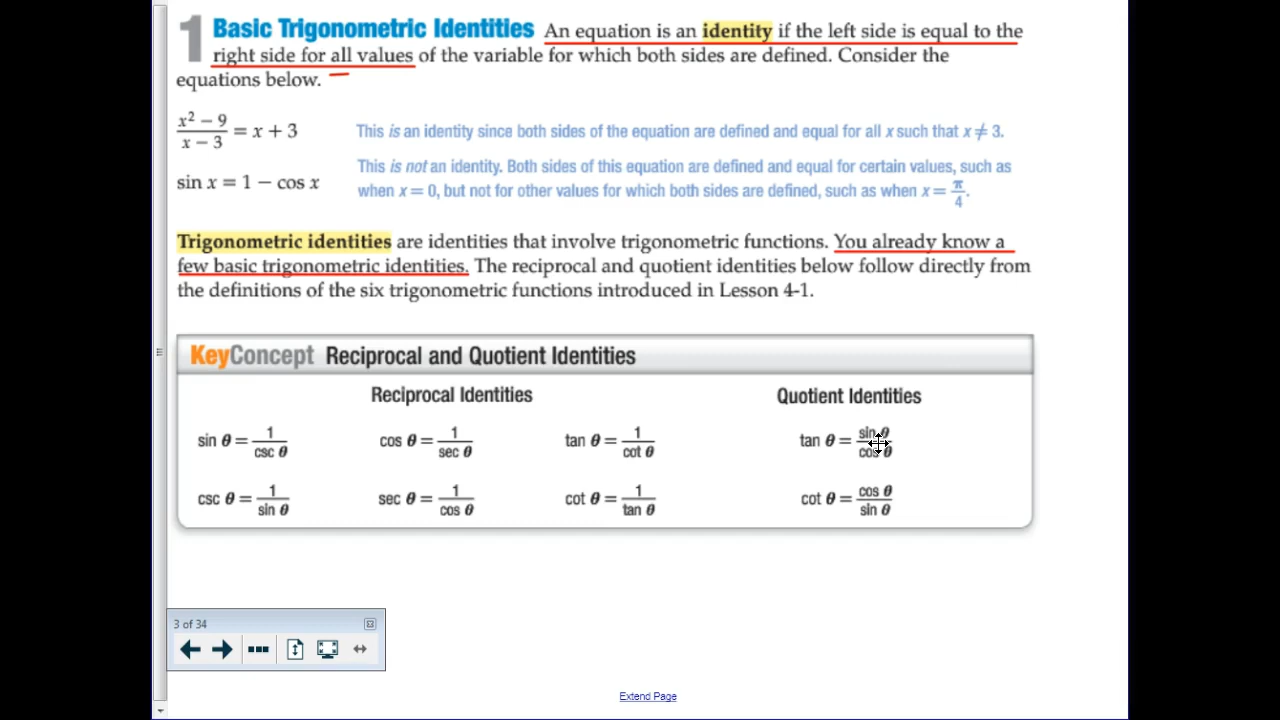 1 Basic Trigonometric Identities An equation is an identity if the left side is equal to the
right side for all values of the variable for which both sides are defined. Consider the
equations below.
x² − 9 / x − 3 = x + 3 This is an identity since both sides of the equation are defined and equal for all x such that x ≠ 3.
This is not an identity. Both sides of this equation are defined and equal for certain values, such as
sin x = 1 − cos x when x = 0, but not for other values for which both sides are defined, such as when x = π/4.
Trigonometric identities are identities that involve trigonometric functions. You already know a
few basic trigonometric identities. The reciprocal and quotient identities below follow directly from
the definitions of the six trigonometric functions introduced in Lesson 4-1.
KeyConcept Reciprocal and Quotient Identities
Reciprocal Identities Quotient Identities
sin θ = 1/csc θ cos θ = 1/sec θ tan θ = 1/cot θ tan θ = sin θ/cos θ
csc θ = 1/sin θ sec θ = 1/cos θ cot θ = 1/tan θ cot θ = cos θ/sin θ
3 of 34
Extend Page